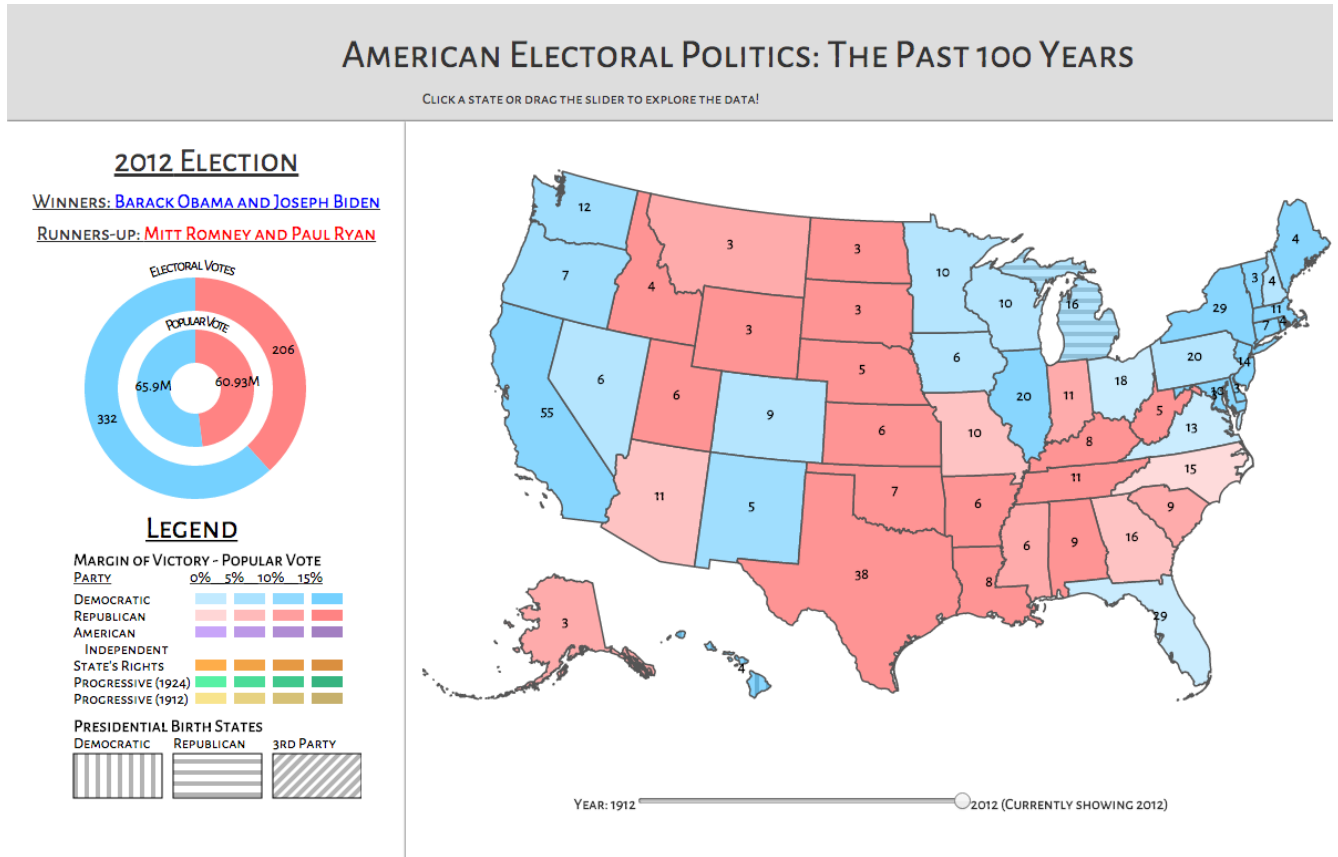 American Electoral Politics: The Past 100 Years
Click a state or drag the slider to explore the data!
2012 Election
Winners: Barack Obama and Joseph Biden
Runners-up: Mitt Romney and Paul Ryan
Electoral Votes
Popular Vote
206
65.9M 60.93M
332
Legend
Margin of Victory - Popular Vote
Party 0% 5% 10% 15%
Democratic
Republican
American
Independent
State's Rights
Progressive (1924)
Progressive (1912)
Presidential Birth States
Democratic Republican 3rd Party
12
3
3
4
7
4
10
3
4
10
16
3
29
11
3
7
4
6
20
14
6
5
18
3
6
55
9
20
11
10
3
5
13
6
10
8
11
15
11
5
7
6
9
6
9
16
38
8
29
3
4
Year: 1912 2012 (Currently showing 2012)